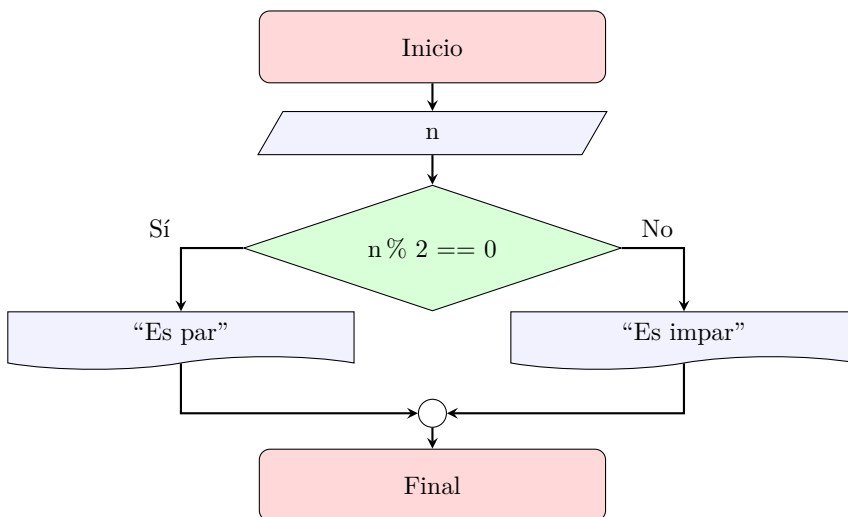 Inicio
n
n % 2 == 0
Sí
No
“Es par”
“Es impar”
Final